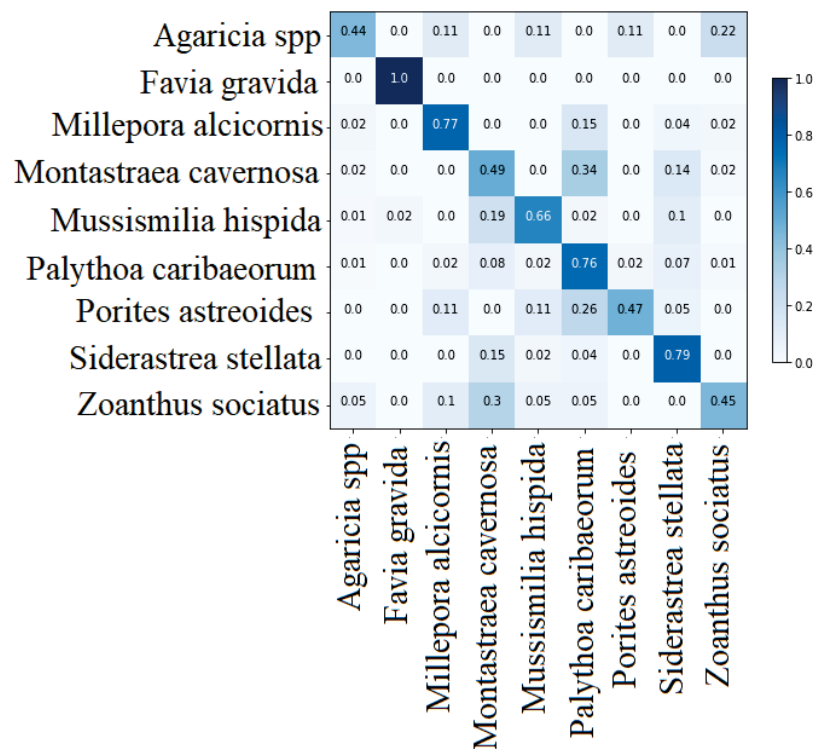 Agaricia spp 0.44 0.0 0.11 0.0 0.11 0.0 0.11 0.0 0.22
Favia gravida 0.0 1.0 0.0 0.0 0.0 0.0 0.0 0.0 0.0
Millepora alcicornis 0.02 0.0 0.77 0.0 0.0 0.15 0.0 0.04 0.02
Montastraea cavernosa 0.02 0.0 0.0 0.49 0.0 0.34 0.0 0.14 0.02
Mussismilia hispida 0.01 0.02 0.0 0.19 0.66 0.02 0.0 0.1 0.0
Palythoa caribaeorum 0.01 0.0 0.02 0.08 0.02 0.76 0.02 0.07 0.01
Porites astreoides 0.0 0.0 0.11 0.0 0.11 0.26 0.47 0.05 0.0
Siderastrea stellata 0.0 0.0 0.0 0.15 0.02 0.04 0.0 0.79 0.0
Zoanthus sociatus 0.05 0.0 0.1 0.3 0.05 0.05 0.0 0.0 0.45
Agaricia spp
Favia gravida
Millepora alcicornis
Montastraea cavernosa
Mussismilia hispida
Palythoa caribaeorum
Porites astreoides
Siderastrea stellata
Zoanthus sociatus
1.0
0.8
0.6
0.4
0.2
0.0